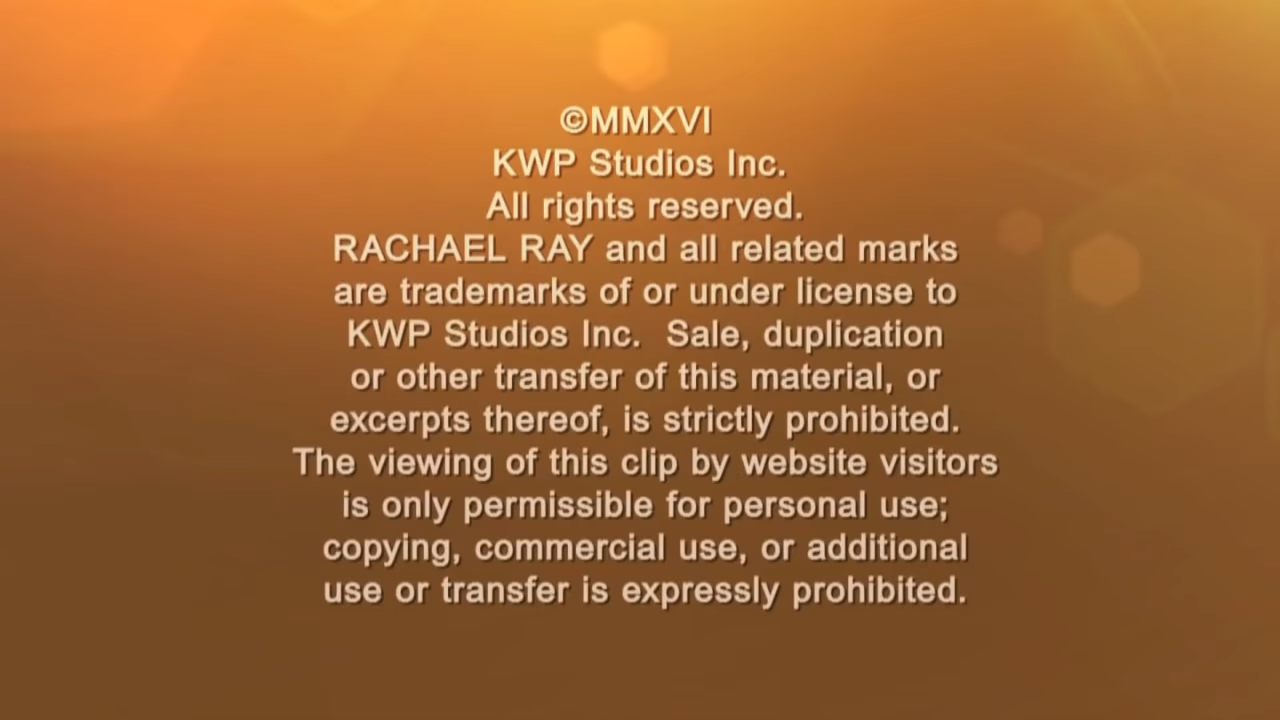 ©MMXVI
KWP Studios Inc.
All rights reserved.
RACHAEL RAY and all related marks
are trademarks of or under license to
KWP Studios Inc.  Sale, duplication
or other transfer of this material, or
excerpts thereof, is strictly prohibited.
The viewing of this clip by website visitors
is only permissible for personal use;
copying, commercial use, or additional
use or transfer is expressly prohibited.